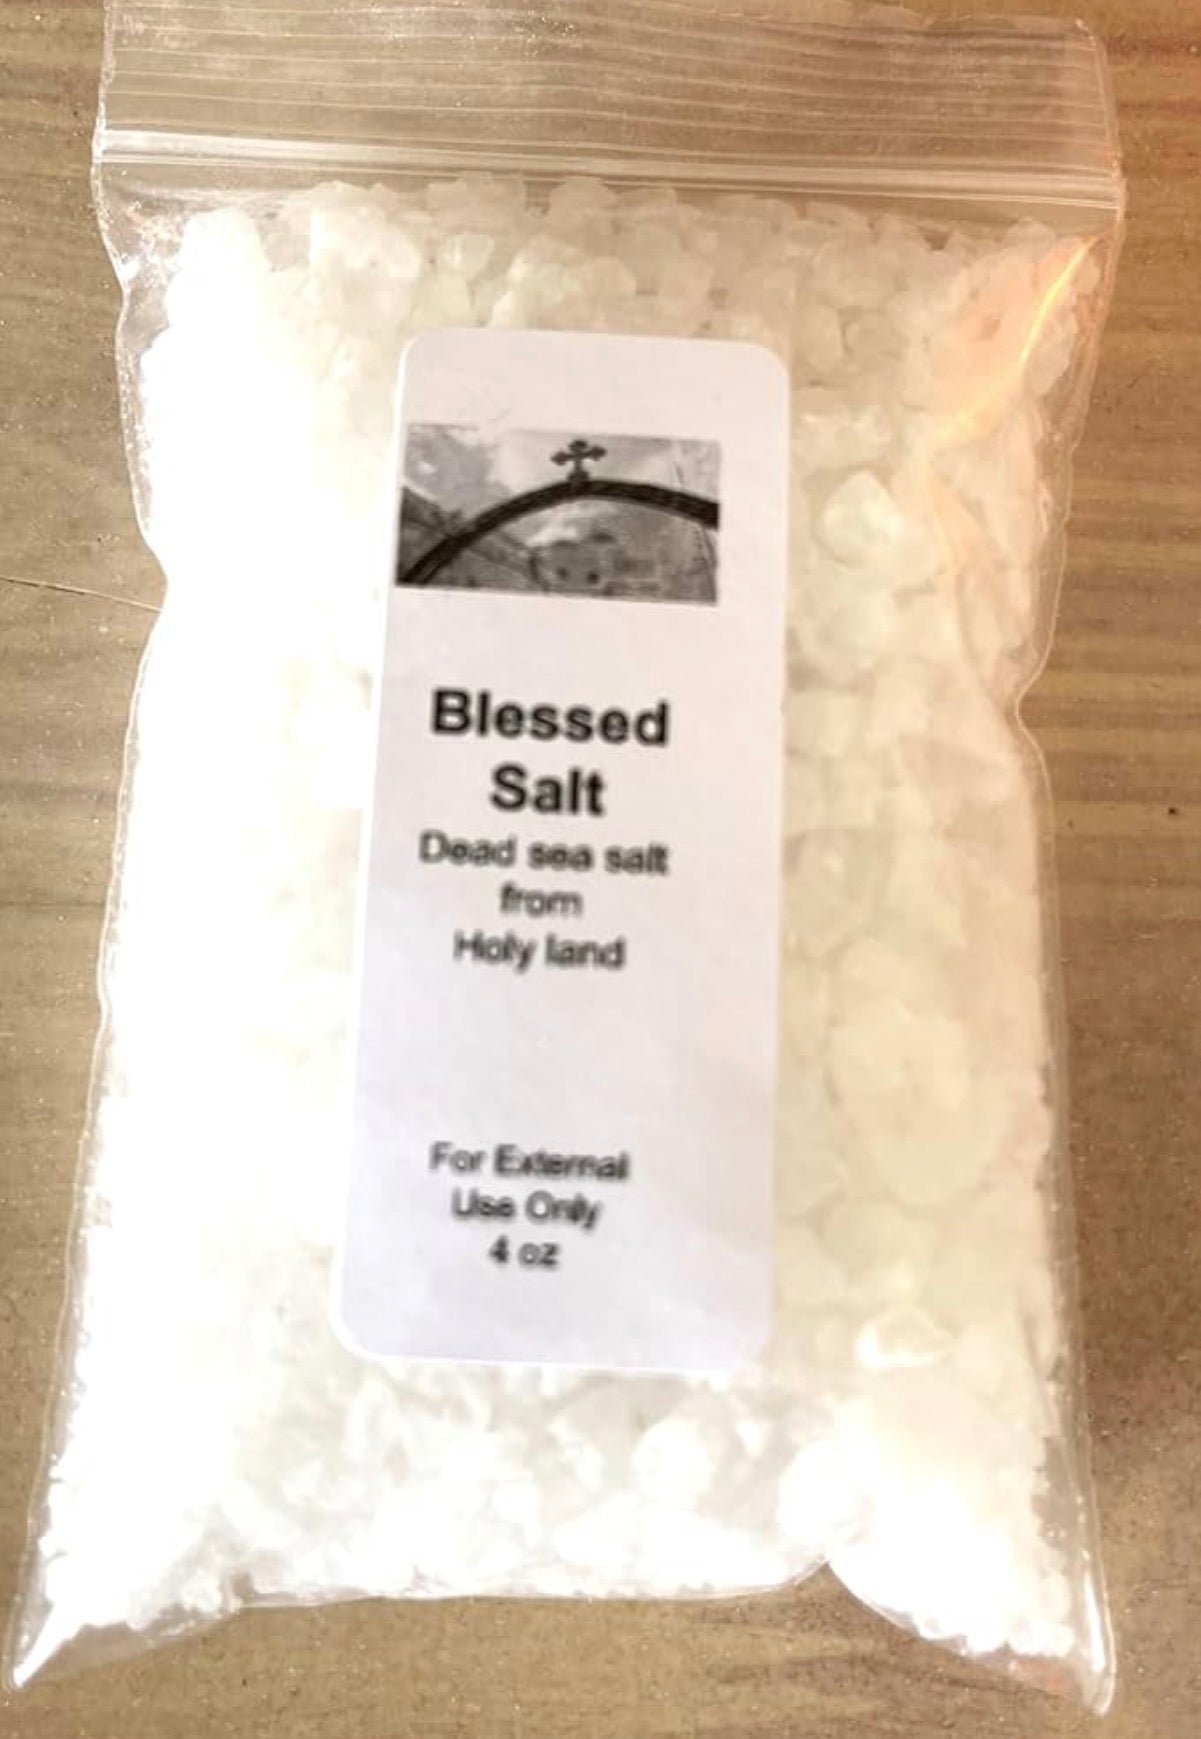 Blessed
Salt
Dead sea salt
from
Holy land
For External
Use Only
4 oz